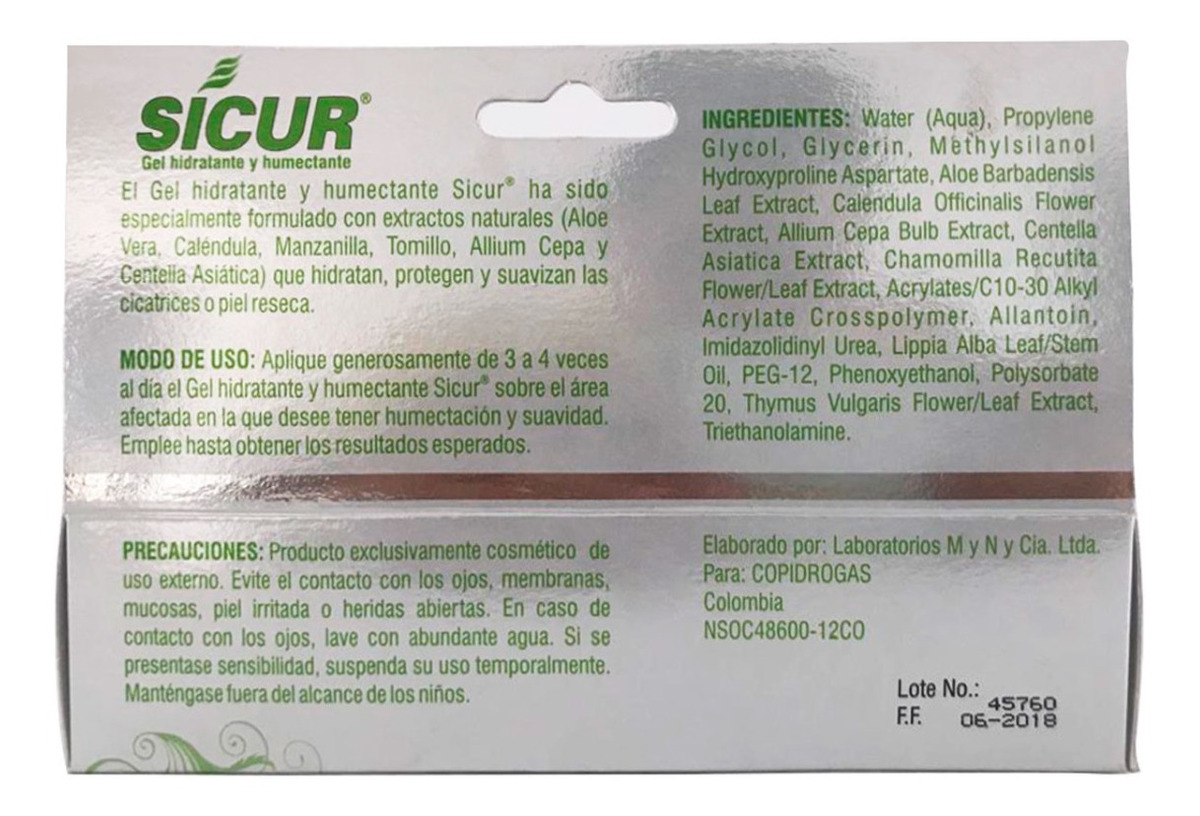 SICUR®
Gel hidratante y humectante
El Gel hidratante y humectante Sicur® ha sido
especialmente formulado con extractos naturales (Aloe
Vera, Caléndula, Manzanilla, Tomillo, Allium Cepa y
Centella Asiática) que hidratan, protegen y suavizan las
cicatrices o piel reseca.
MODO DE USO: Aplique generosamente de 3 a 4 veces
al día el Gel hidratante y humectante Sicur® sobre el área
afectada en la que desee tener humectación y suavidad.
Emplee hasta obtener los resultados esperados.
PRECAUCIONES: Producto exclusivamente cosmético de
uso externo. Evite el contacto con los ojos, membranas,
mucosas, piel irritada o heridas abiertas. En caso de
contacto con los ojos, lave con abundante agua. Si se
presentase sensibilidad, suspenda su uso temporalmente.
Manténgase fuera del alcance de los niños.
INGREDIENTES: Water (Aqua), Propylene
Glycol, Glycerin, Methylsilanol
Hydroxyproline Aspartate, Aloe Barbadensis
Leaf Extract, Calendula Officinalis Flower
Extract, Allium Cepa Bulb Extract, Centella
Asiatica Extract, Chamomilla Recutita
Flower/Leaf Extract, Acrylates/C10-30 Alkyl
Acrylate Crosspolymer, Allantoin,
Imidazolidinyl Urea, Lippia Alba Leaf/Stem
Oil, PEG-12, Phenoxyethanol, Polysorbate
20, Thymus Vulgaris Flower/Leaf Extract,
Triethanolamine.
Elaborado por: Laboratorios M y N y Cia. Ltda.
Para: COPIDROGAS
Colombia
NSOC48600-12CO
Lote No.: 45760
F.F. 06-2018